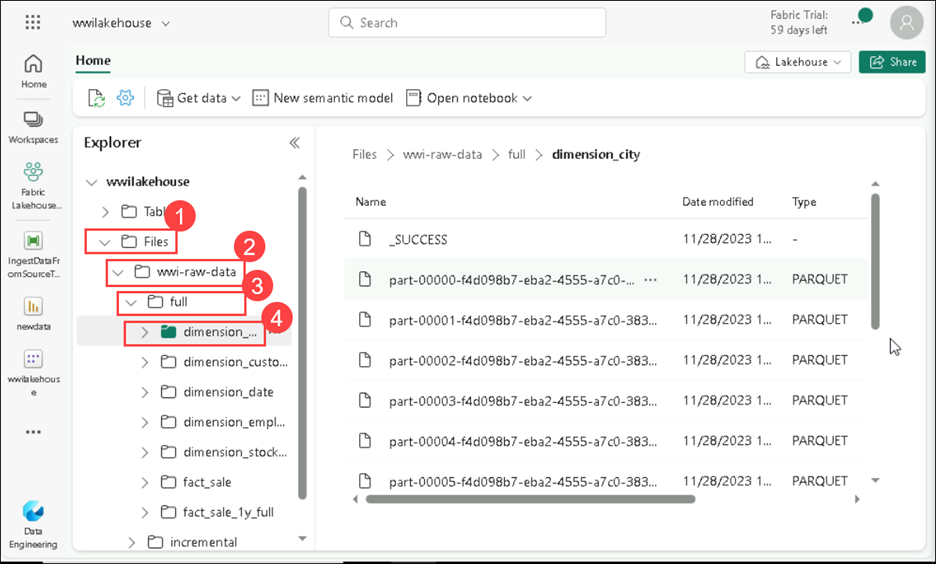 wwilakehouse
Search
Fabric Trial:
59 days left
Home
Lakehouse
Share
Home
Get data
New semantic model
Open notebook
Workspaces
Fabric
Lakehouse...
IngestDataFr
omSourceT...
newdata
wwilakehous
e
Data
Engineering
Explorer
wwilakehouse
Tabl
1
Files
2
wwi-raw-data
3
full
4
dimension_...
dimension_custo...
dimension_date
dimension_empl...
dimension_stock...
fact_sale
fact_sale_1y_full
incremental
Files > wwi-raw-data > full > dimension_city
Name Date modified Type
_SUCCESS 11/28/2023 1... -
part-00000-f4d098b7-eba2-4555-a7c0-... ... 11/28/2023 1... PARQUET
part-00001-f4d098b7-eba2-4555-a7c0-383... 11/28/2023 1... PARQUET
part-00002-f4d098b7-eba2-4555-a7c0-383... 11/28/2023 1... PARQUET
part-00003-f4d098b7-eba2-4555-a7c0-383... 11/28/2023 1... PARQUET
part-00004-f4d098b7-eba2-4555-a7c0-383... 11/28/2023 1... PARQUET
part-00005-f4d098b7-eba2-4555-a7c0-383... 11/28/2023 1... PARQUET